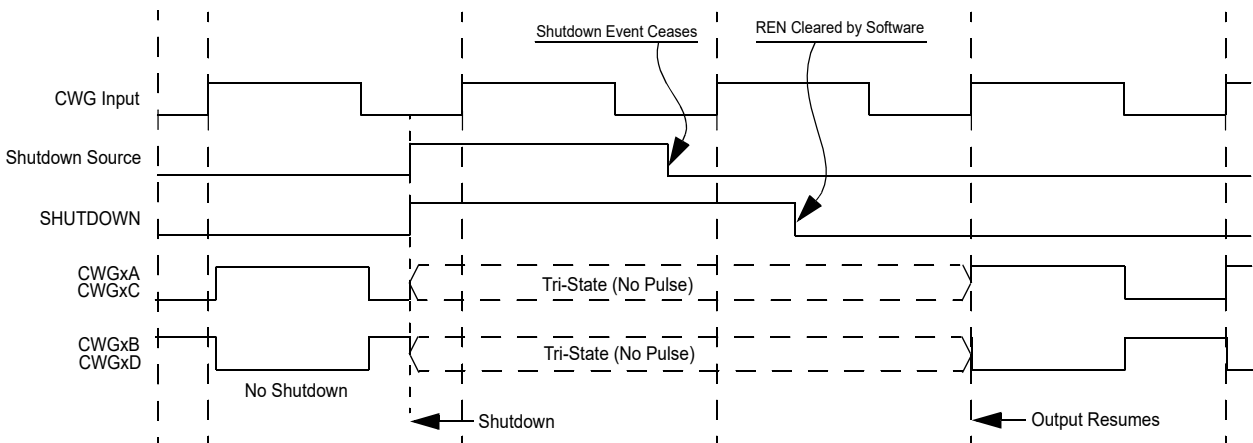 Shutdown Event Ceases
REN Cleared by Software
CWG Input
Shutdown Source
SHUTDOWN
CWGxA
CWGxC
Tri-State (No Pulse)
CWGxB
CWGxD
Tri-State (No Pulse)
No Shutdown
Shutdown
Output Resumes